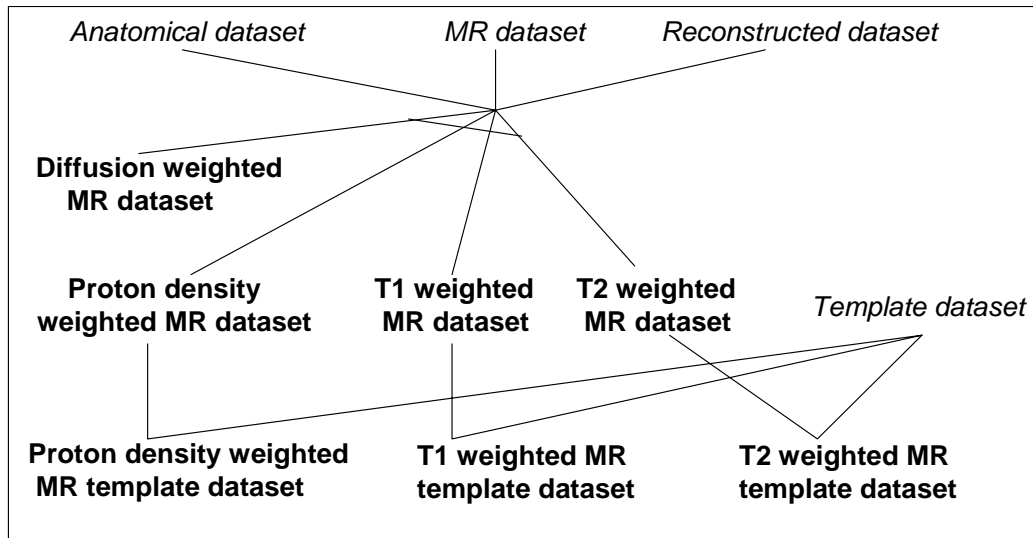 Anatomical dataset
MR dataset
Reconstructed dataset
Diffusion weighted
MR dataset
Proton density
weighted MR dataset
T1 weighted
MR dataset
T2 weighted
MR dataset
Template dataset
Proton density weighted
MR template dataset
T1 weighted MR
template dataset
T2 weighted MR
template dataset